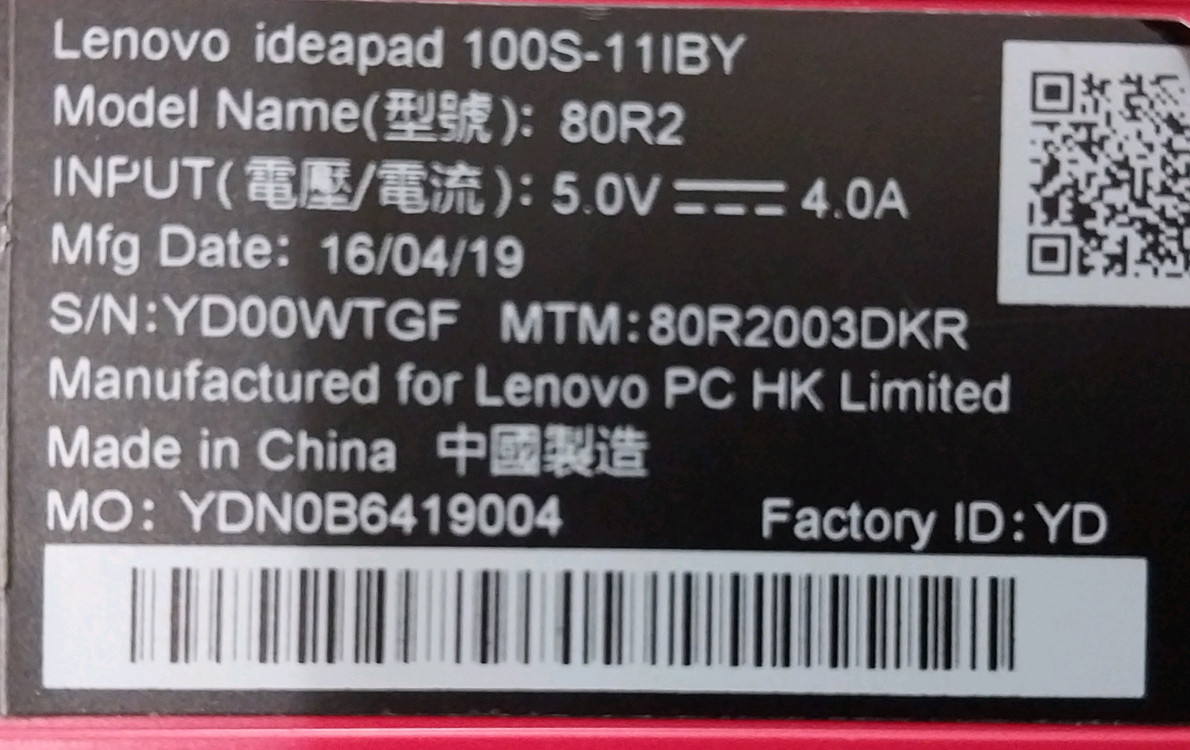 Lenovo ideapad 100S-11IBY
Model Name(型號): 80R2
INPUT(電壓/電流): 5.0V ⎓ 4.0A
Mfg Date: 16/04/19
S/N:YD00WTGF MTM:80R2003DKR
Manufactured for Lenovo PC HK Limited
Made in China 中國製造
MO: YDN0B6419004 Factory ID:YD